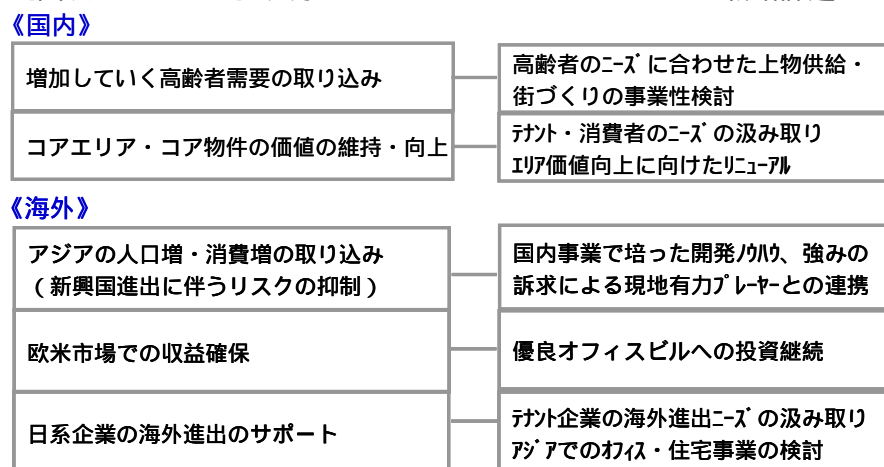 《国内》
増加していく高齢者需要の取り込み
高齢者のﾆｰｽﾞに合わせた上物供給・
街づくりの事業性検討
コアエリア・コア物件の価値の維持・向上
ﾃﾅﾝﾄ・消費者のﾆｰｽﾞの汲み取り
ｴﾘｱ価値向上に向けたﾘﾆｭｰｱﾙ
《海外》
アジアの人口増・消費増の取り込み
(新興国進出に伴うリスクの抑制)
国内事業で培った開発ﾉｳﾊｳ、強みの
訴求による現地有力ﾌﾟﾚｰﾔｰとの連携
欧米市場での収益確保
優良オフィスビルへの投資継続
日系企業の海外進出のサポート
ﾃﾅﾝﾄ企業の海外進出ﾆｰｽﾞの汲み取り
ｱｼﾞｱでのｵﾌｨｽ・住宅事業の検討